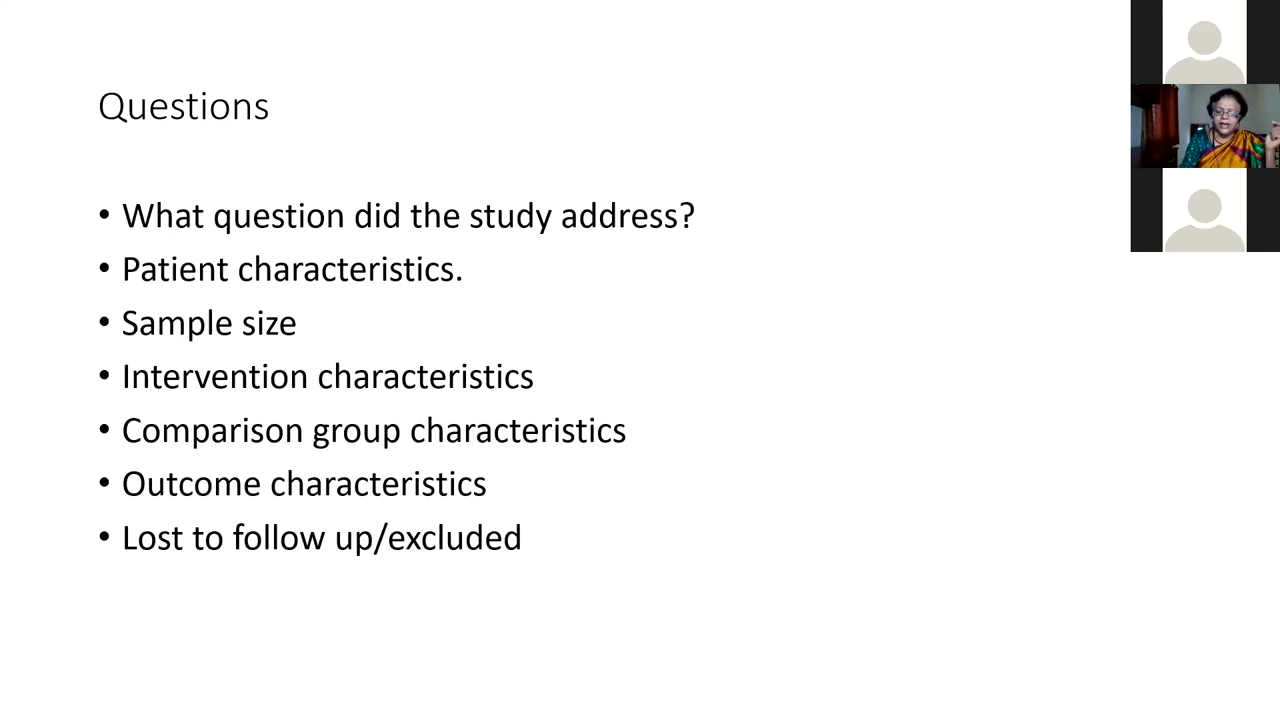 Questions
• What question did the study address?
• Patient characteristics.
• Sample size
• Intervention characteristics
• Comparison group characteristics
• Outcome characteristics
• Lost to follow up/excluded